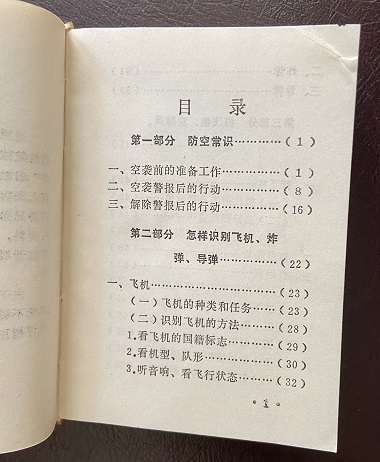 目 录
第一部分 防空常识…………(1)
一、空袭前的准备工作…………(1)
二、空袭警报后的行动…………(8)
三、解除警报后的行动…………(16)
第二部分 怎样识别飞机、炸
弹、导弹…………(22)
一、飞机…………(23)
(一)飞机的种类和任务……(23)
(二)识别飞机的方法………(28)
1.看飞机的国籍标志………(29)
2.看机型、队形……………(30)
3.听音响、看飞行状态……(32)
· 1 ·